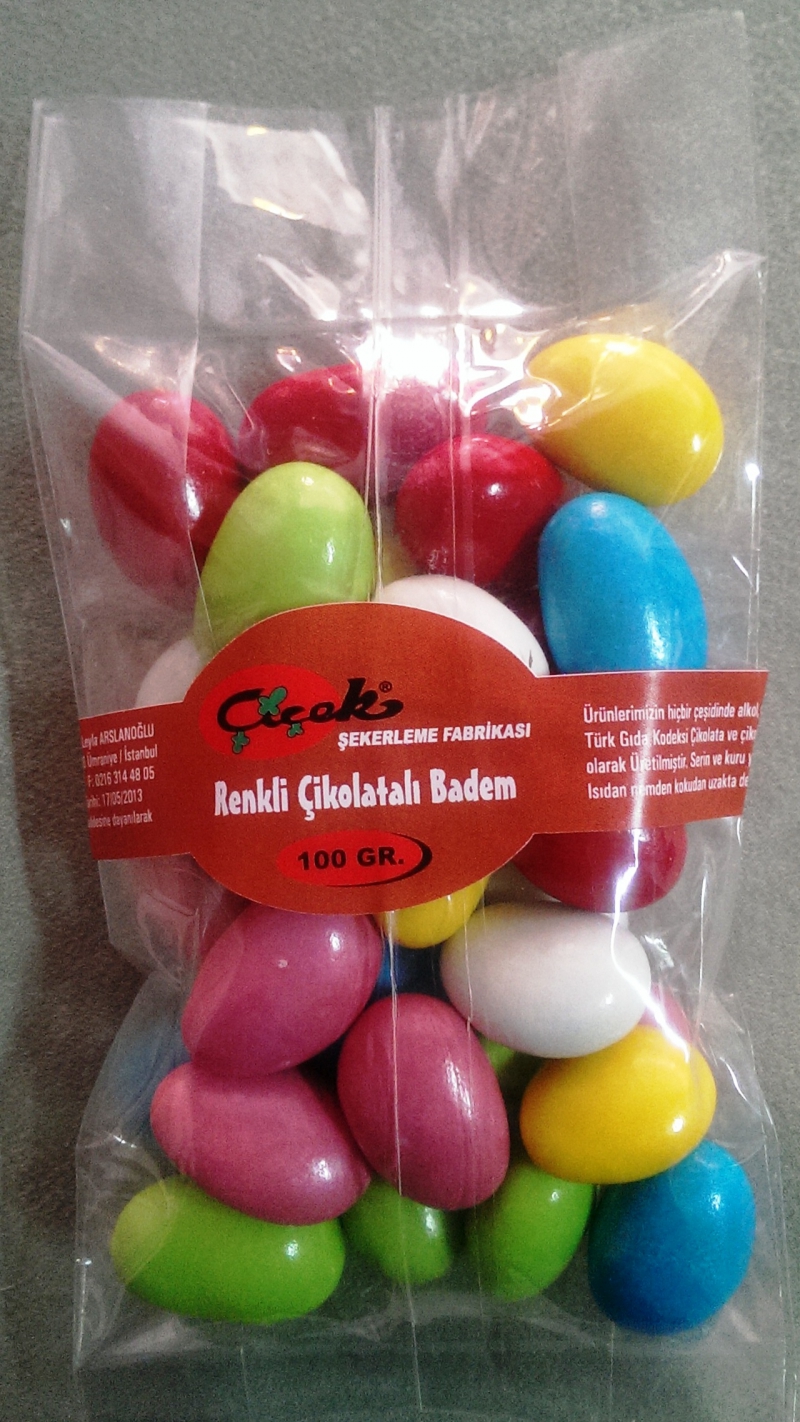 Çiçek®
ŞEKERLEME FABRİKASI
Renkli Çikolatalı Badem
100 GR.
ARSLANOĞLU
Ümraniye / İstanbul
F: 0216 314 48 05
17/05/2013
dayanılarak
Ürünlerimizin hiçbir çeşidinde alkol,
Türk Gıda Kodeksi Çikolata ve
olarak Üretilmiştir. Serin ve kuru
Isıdan nemden kokudan uzakta